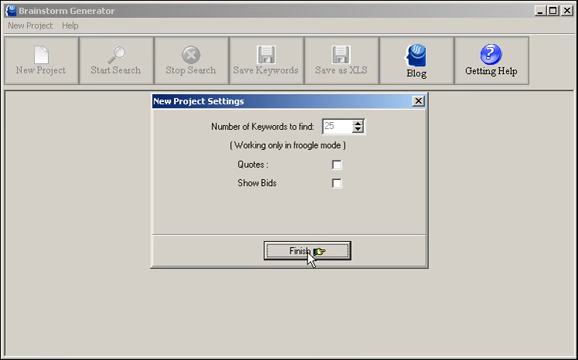 Brainstorm Generator
New Project Help
New Project Start Search Stop Search Save Keywords Save as XLS Blog Getting Help
New Project Settings
Number of Keywords to find: 25
( Working only in froogle mode )
Quotes :
Show Bids
Finish